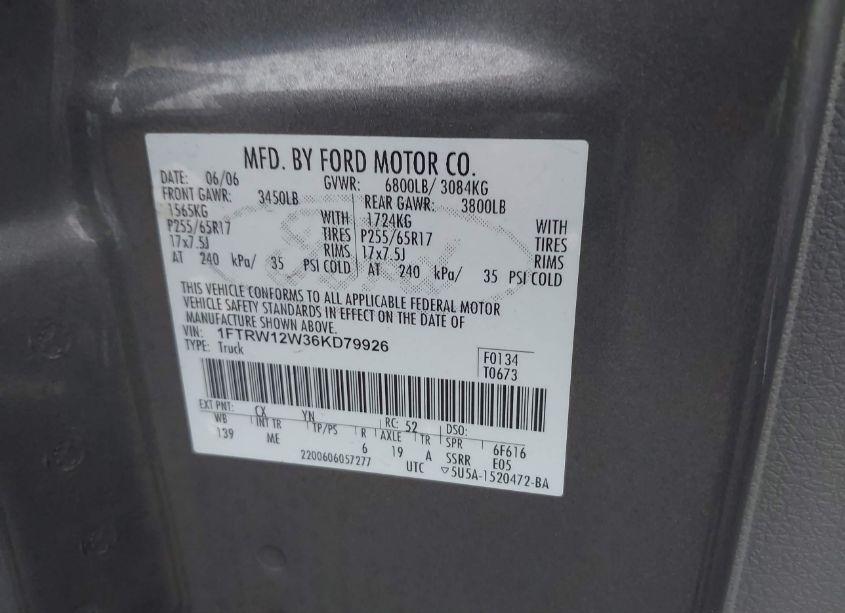 MFD. BY FORD MOTOR CO.
DATE: 06/06 GVWR: 6800LB/ 3084KG
FRONT GAWR: 3450LB REAR GAWR: 3800LB
1565KG WITH 1724KG WITH
P255/65R17 TIRES P255/65R17 TIRES
17x7.5J RIMS 17x7.5J RIMS
AT 240 kPa/ 35 PSI COLD AT 240 kPa/ 35 PSI COLD
THIS VEHICLE CONFORMS TO ALL APPLICABLE FEDERAL MOTOR
VEHICLE SAFETY STANDARDS IN EFFECT ON THE DATE OF
MANUFACTURE SHOWN ABOVE.
VIN: 1FTRW12W36KD79926
TYPE: Truck
F0134
T0673
EXT PNT: CX YN RC: 52 DSO:
WB INT TR TP/PS R AXLE TR SPR 6F616
139 ME 6 19 A SSRR E05
2200606057277 UTC ▽5U5A-1520472-BA